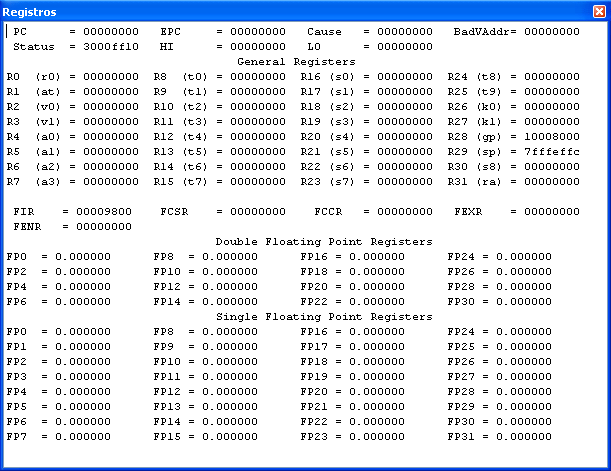 Registros
PC = 00000000 EPC = 00000000 Cause = 00000000 BadVAddr= 00000000
Status = 3000ff10 HI = 00000000 LO = 00000000
General Registers
R0 (r0) = 00000000 R8 (t0) = 00000000 R16 (s0) = 00000000 R24 (t8) = 00000000
R1 (at) = 00000000 R9 (t1) = 00000000 R17 (s1) = 00000000 R25 (t9) = 00000000
R2 (v0) = 00000000 R10 (t2) = 00000000 R18 (s2) = 00000000 R26 (k0) = 00000000
R3 (v1) = 00000000 R11 (t3) = 00000000 R19 (s3) = 00000000 R27 (k1) = 00000000
R4 (a0) = 00000000 R12 (t4) = 00000000 R20 (s4) = 00000000 R28 (gp) = 10008000
R5 (a1) = 00000000 R13 (t5) = 00000000 R21 (s5) = 00000000 R29 (sp) = 7fffeffc
R6 (a2) = 00000000 R14 (t6) = 00000000 R22 (s6) = 00000000 R30 (s8) = 00000000
R7 (a3) = 00000000 R15 (t7) = 00000000 R23 (s7) = 00000000 R31 (ra) = 00000000
FIR = 00009800 FCSR = 00000000 FCCR = 00000000 FEXR = 00000000
FENR = 00000000
Double Floating Point Registers
FP0 = 0.000000 FP8 = 0.000000 FP16 = 0.000000 FP24 = 0.000000
FP2 = 0.000000 FP10 = 0.000000 FP18 = 0.000000 FP26 = 0.000000
FP4 = 0.000000 FP12 = 0.000000 FP20 = 0.000000 FP28 = 0.000000
FP6 = 0.000000 FP14 = 0.000000 FP22 = 0.000000 FP30 = 0.000000
Single Floating Point Registers
FP0 = 0.000000 FP8 = 0.000000 FP16 = 0.000000 FP24 = 0.000000
FP1 = 0.000000 FP9 = 0.000000 FP17 = 0.000000 FP25 = 0.000000
FP2 = 0.000000 FP10 = 0.000000 FP18 = 0.000000 FP26 = 0.000000
FP3 = 0.000000 FP11 = 0.000000 FP19 = 0.000000 FP27 = 0.000000
FP4 = 0.000000 FP12 = 0.000000 FP20 = 0.000000 FP28 = 0.000000
FP5 = 0.000000 FP13 = 0.000000 FP21 = 0.000000 FP29 = 0.000000
FP6 = 0.000000 FP14 = 0.000000 FP22 = 0.000000 FP30 = 0.000000
FP7 = 0.000000 FP15 = 0.000000 FP23 = 0.000000 FP31 = 0.000000